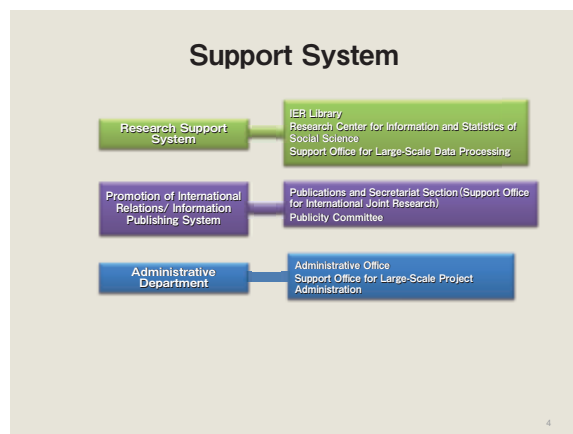 Support System
Research Support
System
IER Library
Research Center for Information and Statistics of
Social Science
Support Office for Large-Scale Data Processing
Promotion of International
Relations/ Information
Publishing System
Publications and Secretariat Section (Support Office
for International Joint Research)
Publicity Committee
Administrative
Department
Administrative Office
Support Office for Large-Scale Project
Administration
4